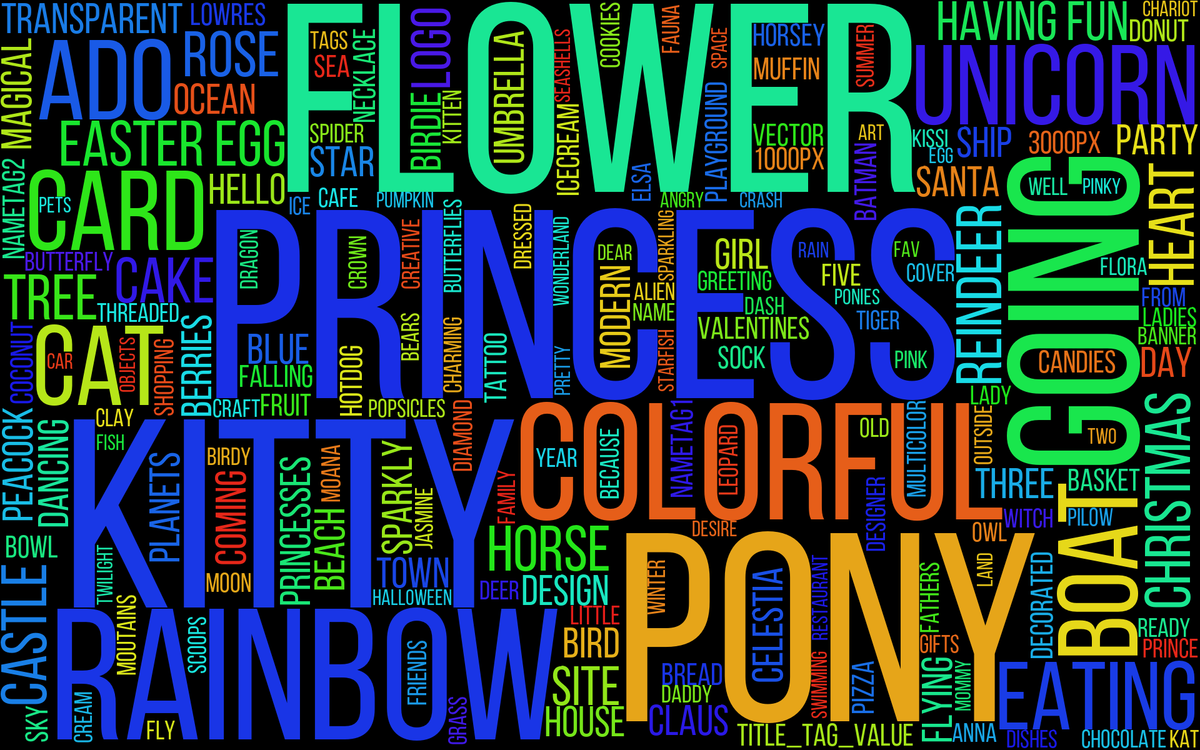 TRANSPARENT
LOWRES
FLOWER
HAVING FUN
CHARIOT
DONUT
MAGICAL
ADO
ROSE
OCEAN
TAGS
SEA
NECKLACE
LOGO
BIRDIE
KITTEN
UMBRELLA
SEASHELLS
ICECREAM
COOKIES
FAUNA
SPACE
HORSEY
MUFFIN
SUMMER
UNICORN
EASTER EGG
SPIDER
STAR
PLAYGROUND
VECTOR
1000PX
ART
BATMAN
KISSI
EGG
SHIP
3000PX
PARTY
NAMETAG2
PETS
CARD
HELLO
ICE
CAFE
PUMPKIN
ELSA
ANGRY
CRASH
SANTA
WELL
PINKY
HEART
GOING
BUTTERFLY
CAKE
PRINCESS
DRAGON
CROWN
CREATIVE
BUTTERFLIES
DRESSED
WONDERLAND
DEAR
SPARKLING
GIRL
GREETING
RAIN
FIVE
FAV
COVER
REINDEER
FLORA
TREE
THREADED
MODERN
ALIEN
NAME
DASH
PONIES
TIGER
VALENTINES
FROM
LADIES
BANNER
COCONUT
CAT
CAR
OBJECTS
SHOPPING
BERRIES
BLUE
FALLING
HOTDOG
BEARS
CHARMING
TATTOO
PRETTY
STARFISH
SOCK
PINK
CANDIES
DAY
CRAFT
FRUIT
POPSICLES
LADY
PEACOCK
DANCING
CLAY
FISH
KITTY
DIAMOND
COLORFUL
YEAR
BECAUSE
NAMETAG1
LEOPARD
OLD
MULTICOLOR
OUTSIDE
TWO
CHRISTMAS
PLANETS
BIRDY
COMING
MOON
PRINCESSES
MOANA
BEACH
SPARKLY
JASMINE
FAMILY
DESIRE
DESIGNER
THREE
BASKET
WITCH
PILOW
BOAT
BOWL
TWILIGHT
TOWN
HALLOWEEN
HORSE
DEER
DESIGN
PONY
OWL
LAND
DECORATED
CASTLE
MOUTAINS
RAINBOW
SCOOPS
FRIENDS
LITTLE
BIRD
WINTER
CELESTIA
RESTAURANT
FATHERS
GIFTS
READY
PRINCE
SKY
CREAM
FLY
GRASS
SITE
HOUSE
BREAD
DADDY
CLAUS
SWIMMING
PIZZA
FLYING
MOMMY
EATING
TITLE_TAG_VALUE
ANNA
DISHES
CHOCOLATE
KAT